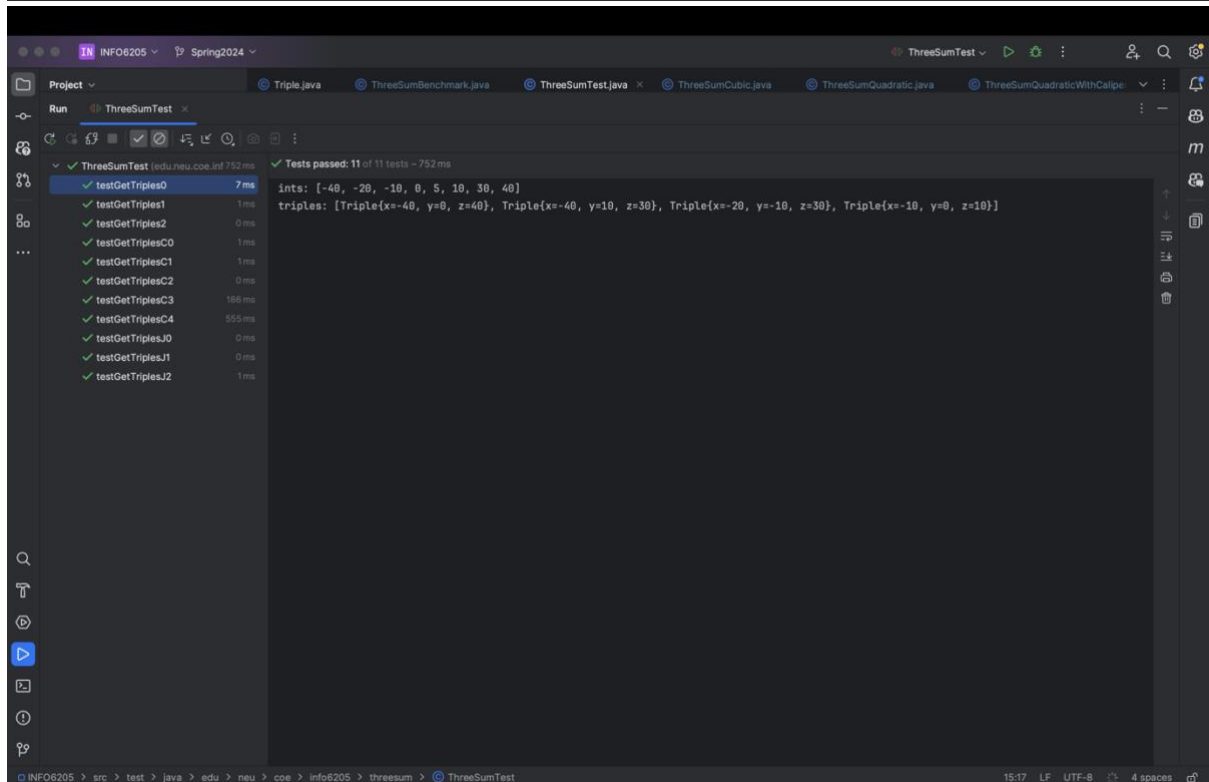 IN INFO6205 Spring2024 ThreeSumTest
Project Triple.java ThreeSumBenchmark.java ThreeSumTest.java ThreeSumCubic.java ThreeSumQuadratic.java ThreeSumQuadraticWithCalipe
Run ThreeSumTest
ThreeSumTest (edu.neu.coe.inf 752 ms
Tests passed: 11 of 11 tests – 752 ms
testGetTriples0 7 ms
testGetTriples1 1 ms
testGetTriples2 0 ms
testGetTriplesC0 1 ms
testGetTriplesC1 1 ms
testGetTriplesC2 0 ms
testGetTriplesC3 186 ms
testGetTriplesC4 555 ms
testGetTriplesJ0 0 ms
testGetTriplesJ1 0 ms
testGetTriplesJ2 1 ms
ints: [-40, -20, -10, 0, 5, 10, 30, 40]
triples: [Triple{x=-40, y=0, z=40}, Triple{x=-40, y=10, z=30}, Triple{x=-20, y=-10, z=30}, Triple{x=-10, y=0, z=10}]
m
INFO6205 > src > test > java > edu > neu > coe > info6205 > threesum > ThreeSumTest 15:17 LF UTF-8 4 spaces